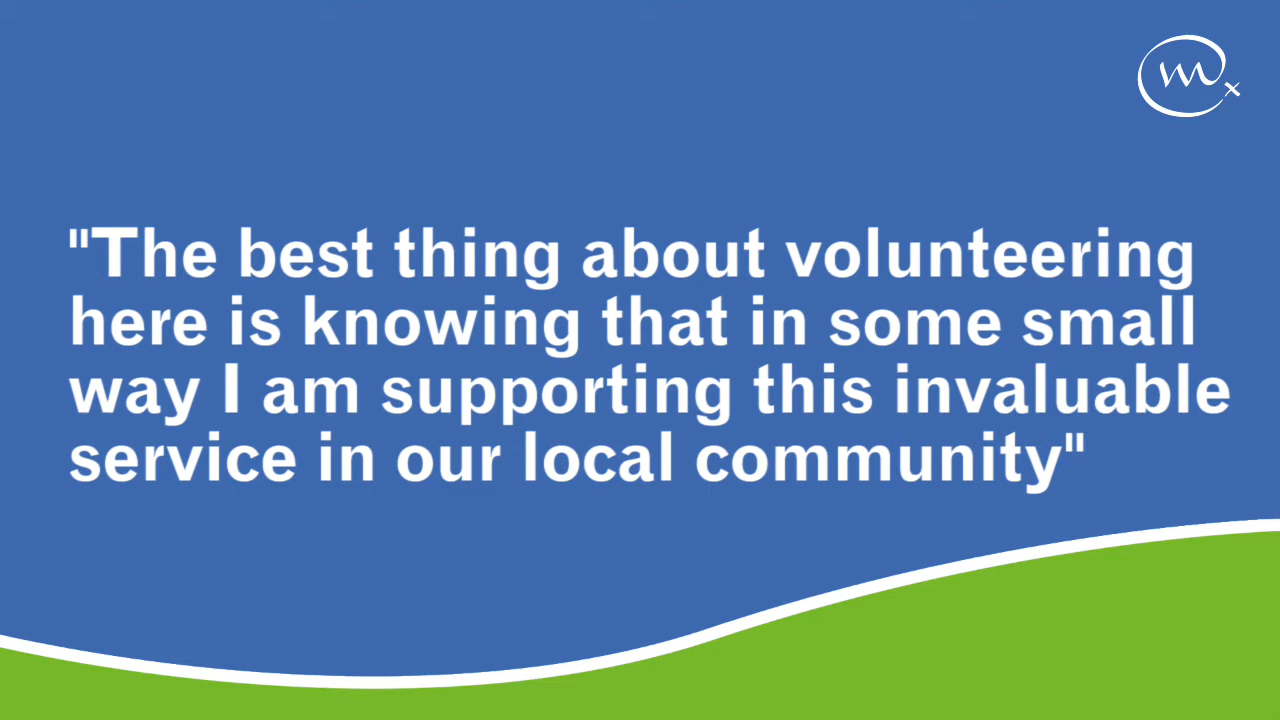 "The best thing about volunteering
here is knowing that in some small
way I am supporting this invaluable
service in our local community"